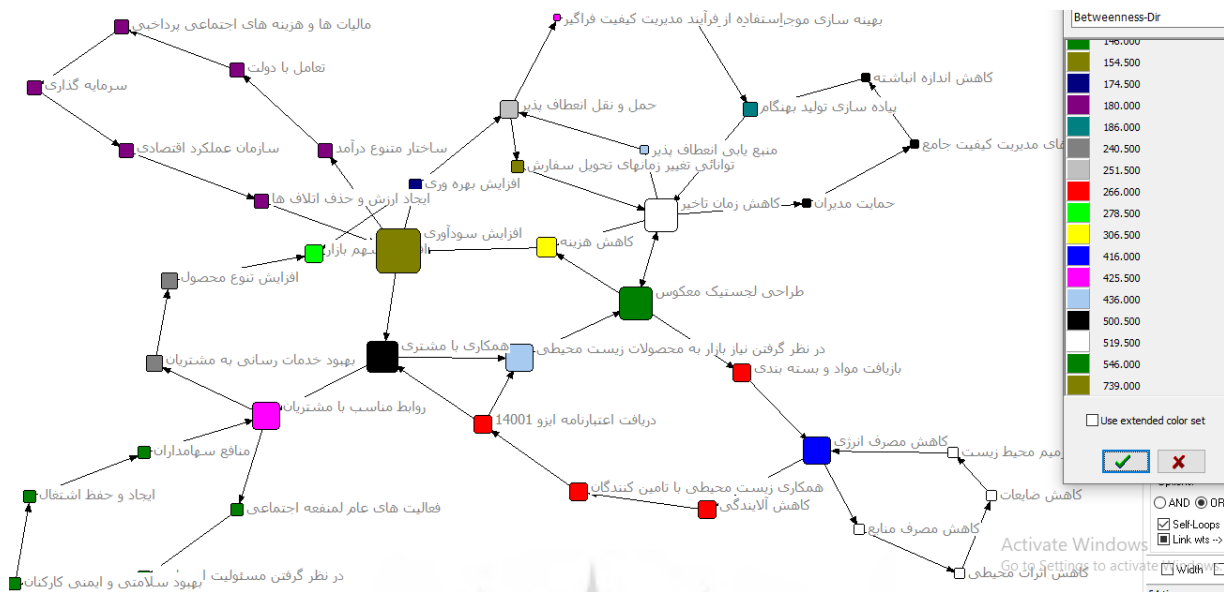 مالیات ها و هزینه های اجتماعی پرداختی
بهینه سازی موجو
استفاده از فرآیند مدیریت کیفیت فراگیر
Betweenness-Dir
146.000
154.500
174.500
180.000
186.000
240.500
251.500
266.000
278.500
306.500
416.000
425.500
436.000
500.500
519.500
546.000
739.000
Use extended color set
تعامل با دولت
سرمایه گذاری
کاهش اندازه انباشته
حمل و نقل انعطاف پذیر
پیاده سازی تولید بهنگام
سازمان عملکرد اقتصادی
ساختار متنوع درآمد
منبع یابی انعطاف پذیر
های مدیریت کیفیت جامع
توانائی تغییر زمانهای تحویل سفارش
افزایش بهره وری
ایجاد ارزش و حذف اتلاف ها
کاهش زمان تاخیر
حمایت مدیران
افزایش سودآوری
سهم بازار
کاهش هزینه
افزایش تنوع محصول
طراحی لجستیک معکوس
همکاری با مشتری
در نظر گرفتن نیاز بازار به محصولات زیست محیطی
بهبود خدمات رسانی به مشتریان
بازیافت مواد و بسته بندی
روابط مناسب با مشتریان
دریافت اعتبارنامه ایزو 14001
منافع سهامداران
کاهش مصرف انرژی
رمیم محیط زیست
همکاری زیست محیطی با تامین کنندگان
ایجاد و حفظ اشتغال
کاهش ضایعات
فعالیت های عام المنفعه اجتماعی
کاهش آلایندگی
کاهش مصرف منابع
در نظر گرفتن مسئولیت
بهبود سلامتی و ایمنی کارکنان
کاهش اثرات محیطی
Options:
AND
OR
Self-Loops
Link wts -->
Width
Activate Windows
Go to Settings to activate Windows.